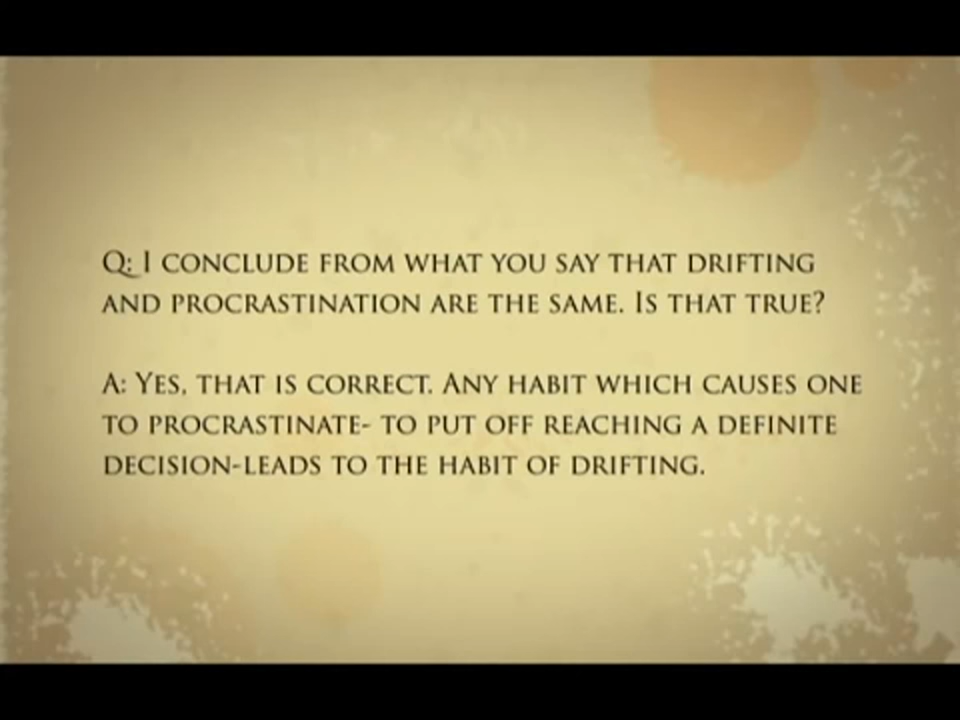 Q: I CONCLUDE FROM WHAT YOU SAY THAT DRIFTING
AND PROCRASTINATION ARE THE SAME. IS THAT TRUE?
A: YES, THAT IS CORRECT. ANY HABIT WHICH CAUSES ONE
TO PROCRASTINATE- TO PUT OFF REACHING A DEFINITE
DECISION-LEADS TO THE HABIT OF DRIFTING.